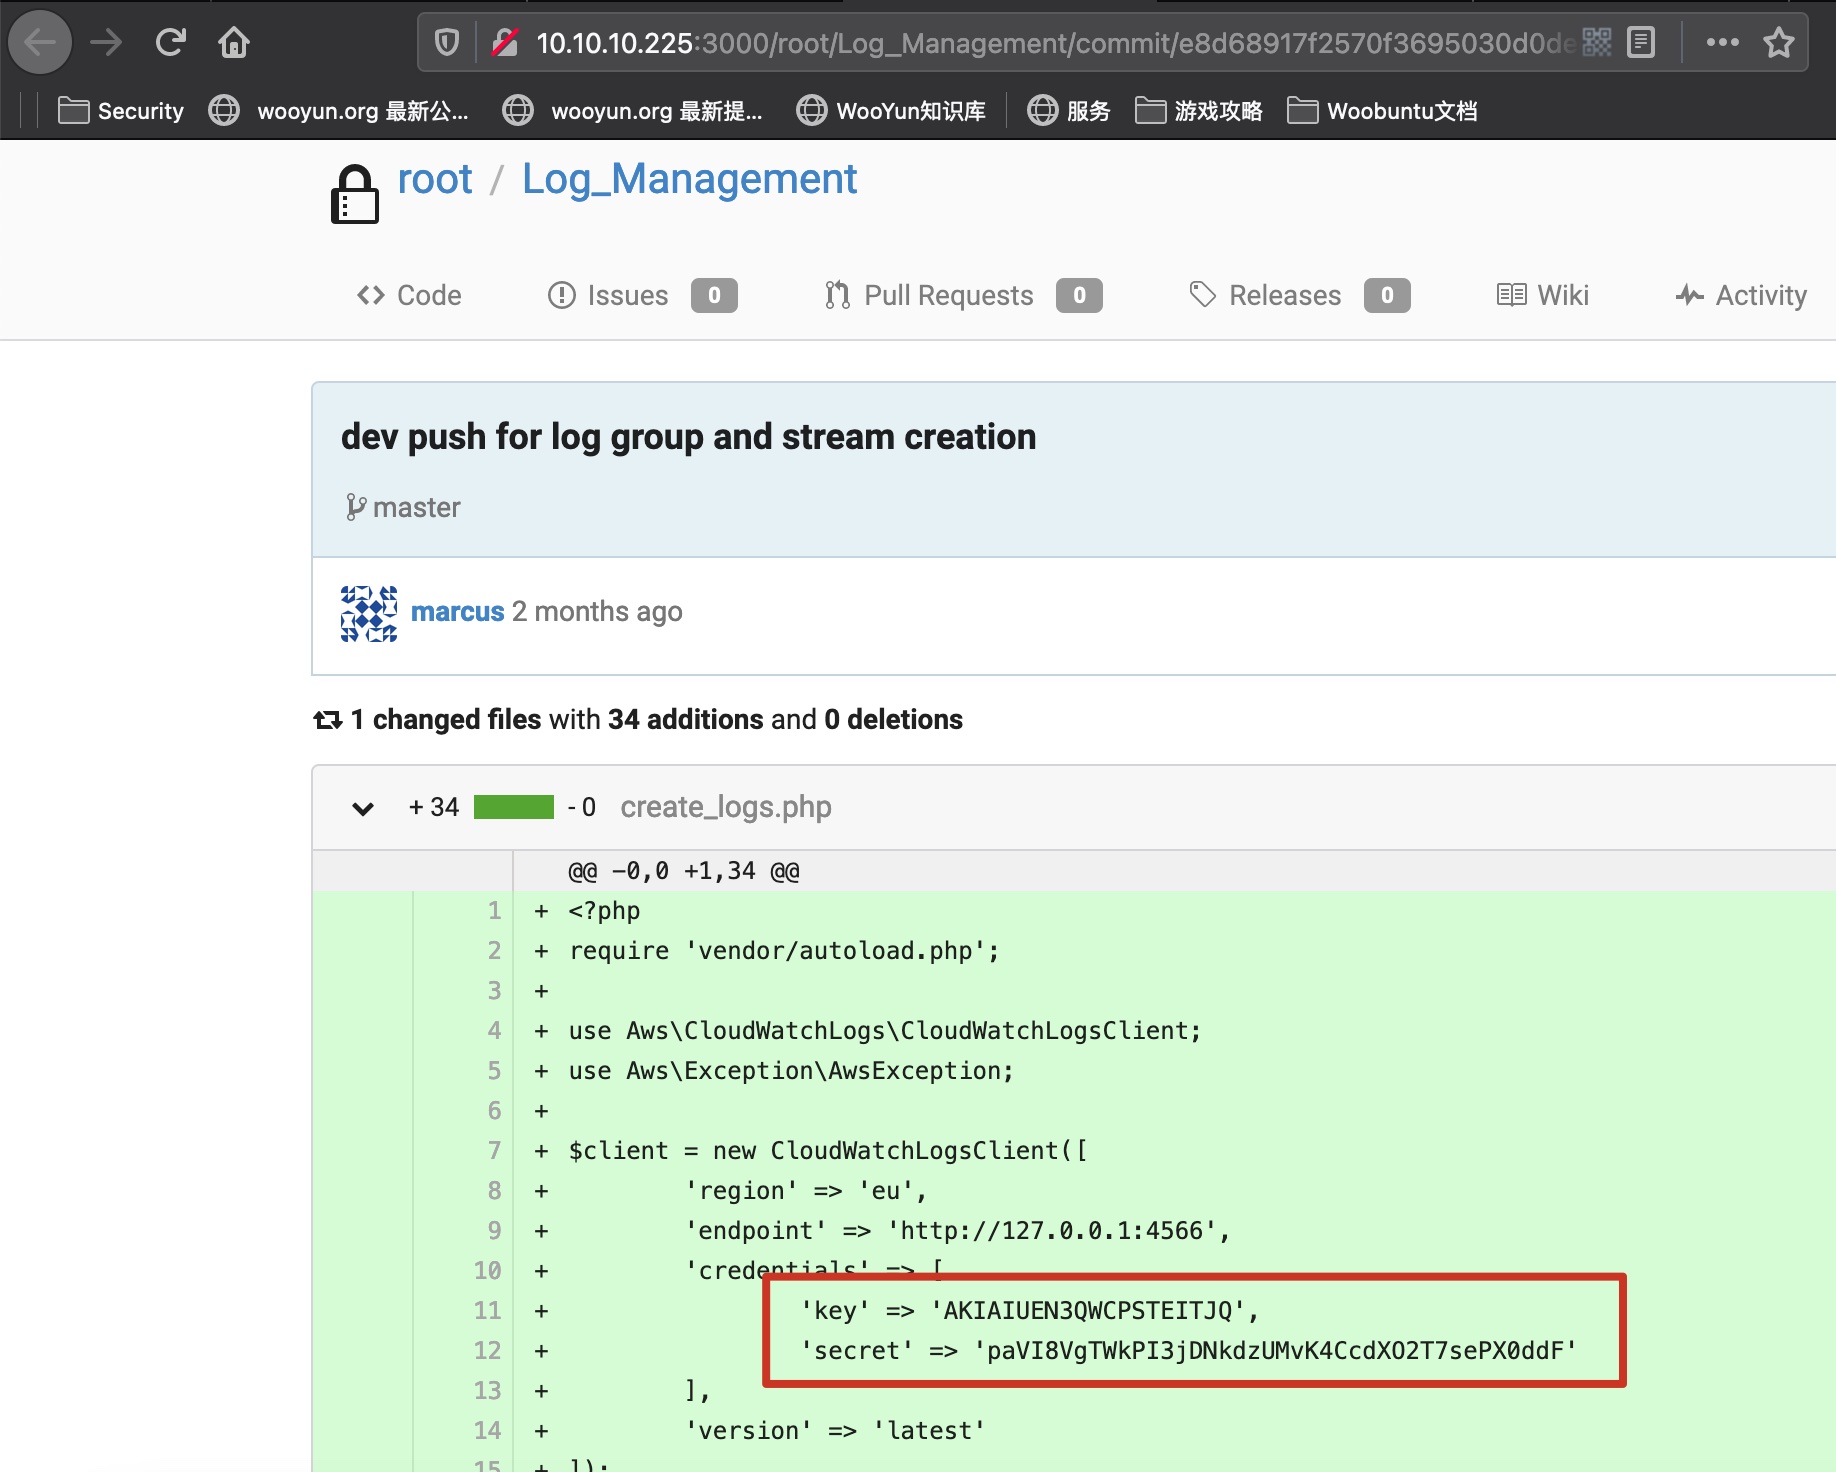 10.10.10.225:3000/root/Log_Management/commit/e8d68917f2570f3695030d0de
Security wooyun.org 最新公... wooyun.org 最新提... WooYun知识库 服务 游戏攻略 Woobuntu文档
root / Log_Management
Code Issues 0 Pull Requests 0 Releases 0 Wiki Activity
dev push for log group and stream creation
master
marcus 2 months ago
1 changed files with 34 additions and 0 deletions
+ 34 - 0 create_logs.php
@@ -0,0 +1,34 @@
1 + <?php
2 + require 'vendor/autoload.php';
3 +
4 + use Aws\CloudWatchLogs\CloudWatchLogsClient;
5 + use Aws\Exception\AwsException;
6 +
7 + $client = new CloudWatchLogsClient([
8 + 'region' => 'eu',
9 + 'endpoint' => 'http://127.0.0.1:4566',
10 + 'credentials' => [
11 + 'key' => 'AKIAIUEN3QWCPSTEITJQ',
12 + 'secret' => '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'
13 + ],
14 + 'version' => 'latest'
15 + ]);